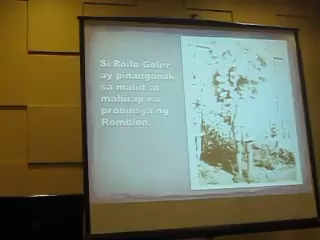 Si Roilo Golez
ay pinanganak
sa maliit at
mahirap na
probinsya ng
Romblon.